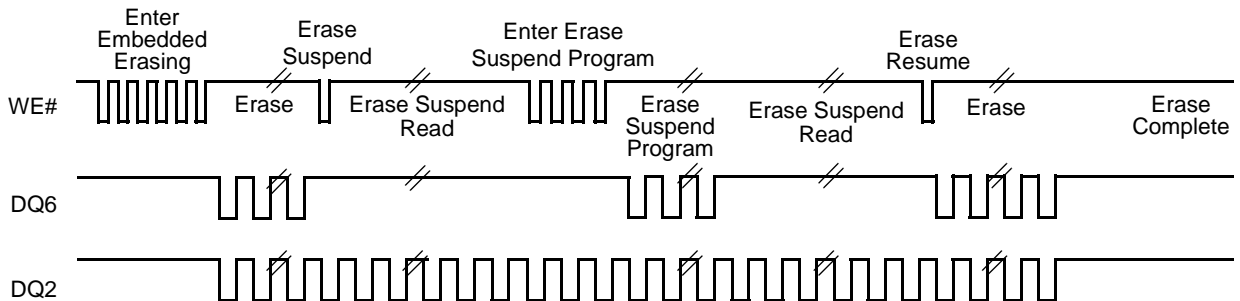 Enter
Embedded
Erasing
Erase
Suspend
Enter Erase
Suspend Program
Erase
Resume
WE#
Erase
Erase Suspend
Read
Erase
Suspend
Program
Erase Suspend
Read
Erase
Erase
Complete
DQ6
DQ2